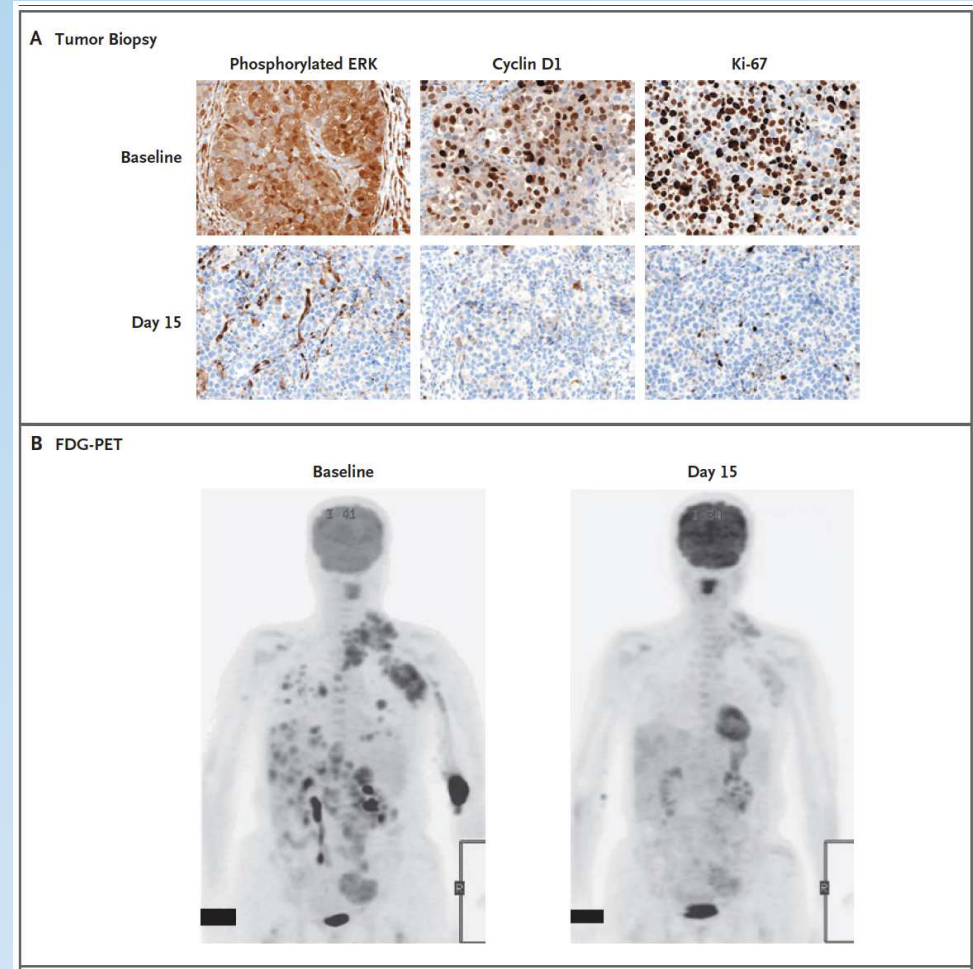 A Tumor Biopsy
Phosphorylated ERK Cyclin D1 Ki-67
Baseline
Day 15
B FDG-PET
Baseline Day 15
R R